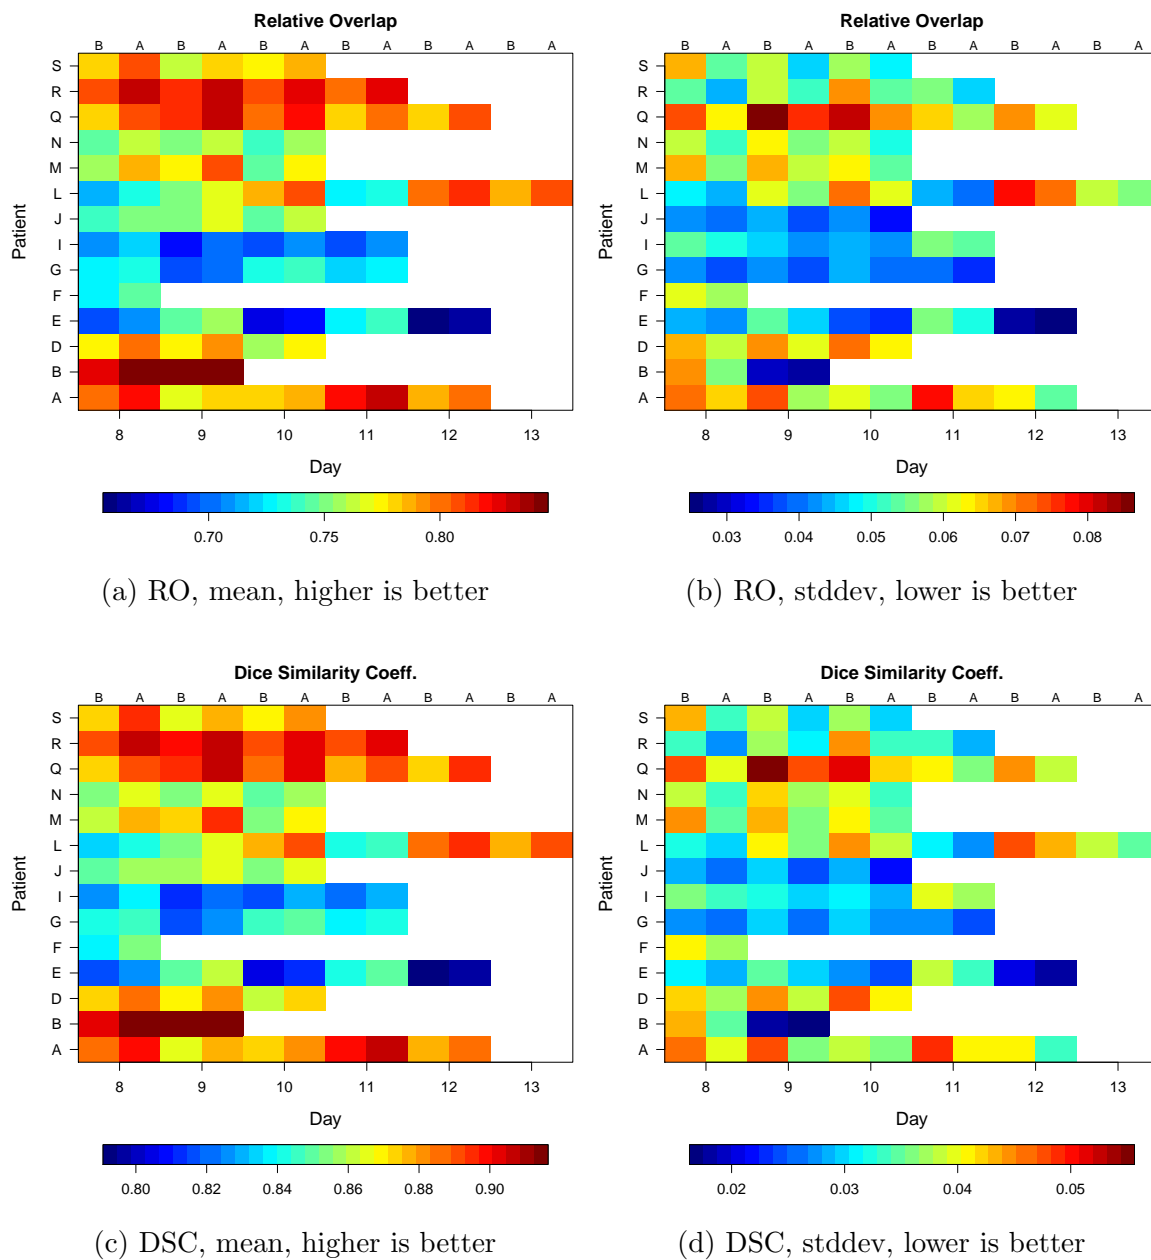 Relative Overlap
B A B A B A B A B A B A
S
R
Q
N
M
L
J
I
G
F
E
D
B
A
Patient
8 9 10 11 12 13
Day
0.70 0.75 0.80
(a) RO, mean, higher is better
Relative Overlap
B A B A B A B A B A B A
S
R
Q
N
M
L
J
I
G
F
E
D
B
A
Patient
8 9 10 11 12 13
Day
0.03 0.04 0.05 0.06 0.07 0.08
(b) RO, stddev, lower is better
Dice Similarity Coeff.
B A B A B A B A B A B A
S
R
Q
N
M
L
J
I
G
F
E
D
B
A
Patient
8 9 10 11 12 13
Day
0.80 0.82 0.84 0.86 0.88 0.90
(c) DSC, mean, higher is better
Dice Similarity Coeff.
B A B A B A B A B A B A
S
R
Q
N
M
L
J
I
G
F
E
D
B
A
Patient
8 9 10 11 12 13
Day
0.02 0.03 0.04 0.05
(d) DSC, stddev, lower is better